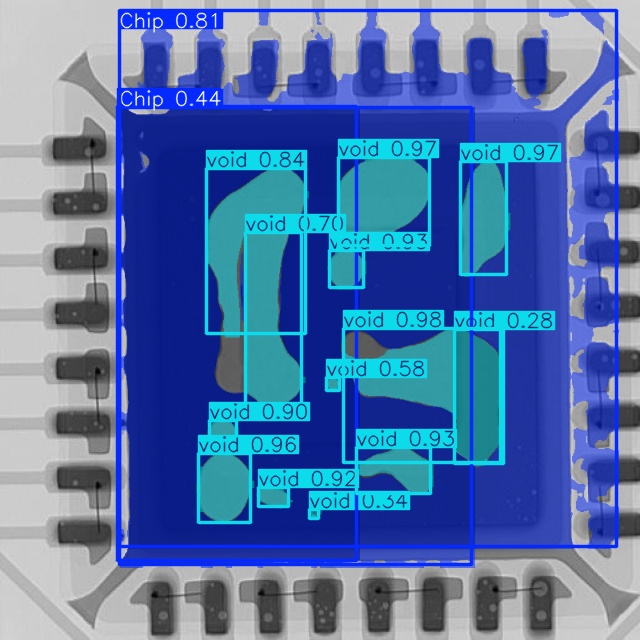 Chip 0.81
Chip 0.44
void 0.84
void 0.97
void 0.97
void 0.70
void 0.93
void 0.98
void 0.28
void 0.58
void 0.90
void 0.96
void 0.93
void 0.92
void 0.34